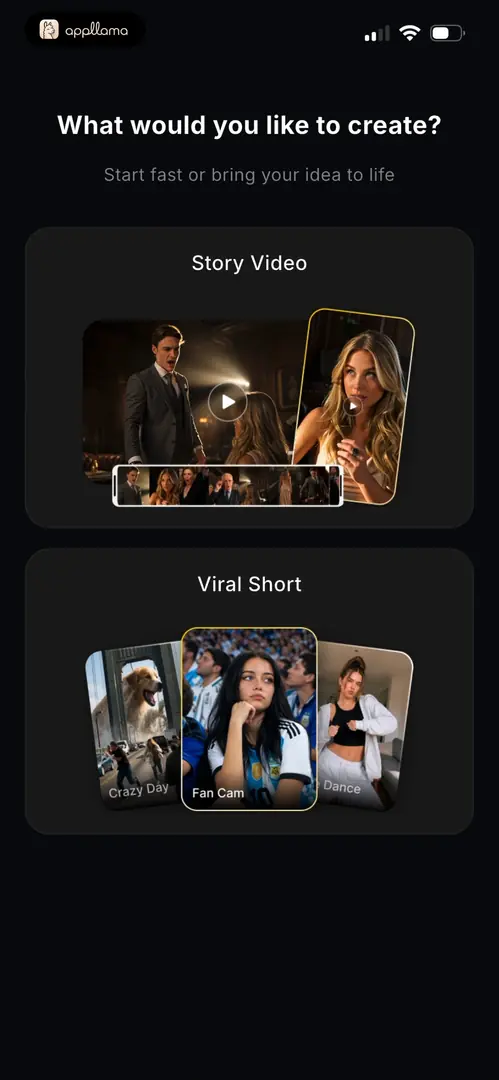 appllama
What would you like to create?
Start fast or bring your idea to life
Story Video
Viral Short
Crazy Day
Fan Cam
Dance